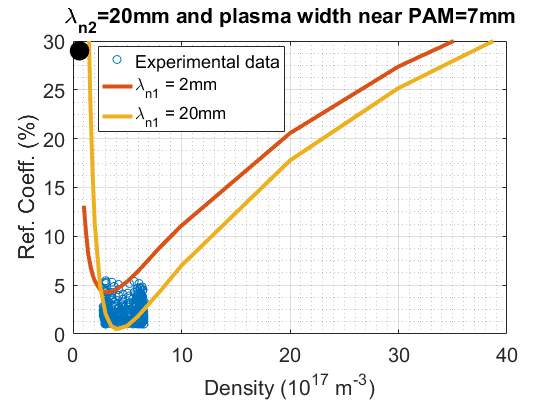 λn2=20mm and plasma width near PAM=7mm
Experimental data
λn1 = 2mm
λn1 = 20mm
Ref. Coeff. (%)
30
25
20
15
10
5
0
0 10 20 30 40
Density (10^17 m^-3)